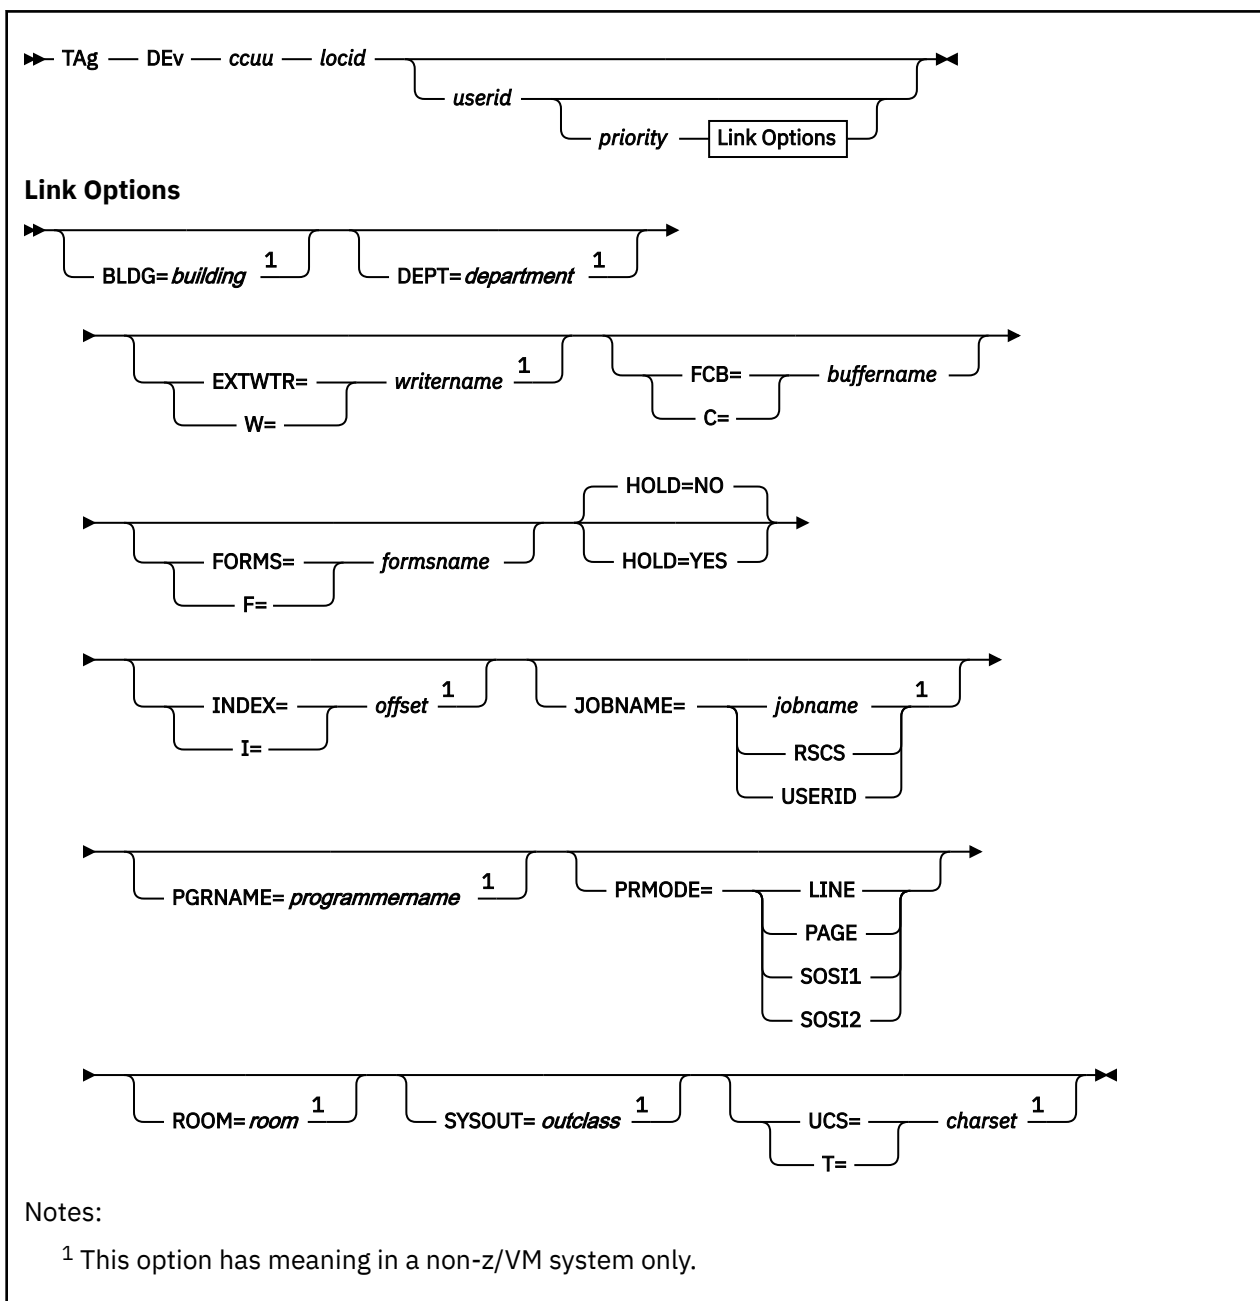 TAg DEv ccuu locid
userid
priority Link Options
Link Options
BLDG= building 1 DEPT= department 1
EXTWTR= writername 1 FCB= buffername
W= C=
HOLD=NO
FORMS= formsname HOLD=YES
F=
INDEX= offset 1 JOBNAME= jobname 1
I= RSCS
USERID
PGRNAME= programmername 1 PRMODE= LINE
PAGE
SOSI1
SOSI2
ROOM= room 1 SYSOUT= outclass 1 UCS= charset 1
T=
Notes:
1 This option has meaning in a non-z/VM system only.